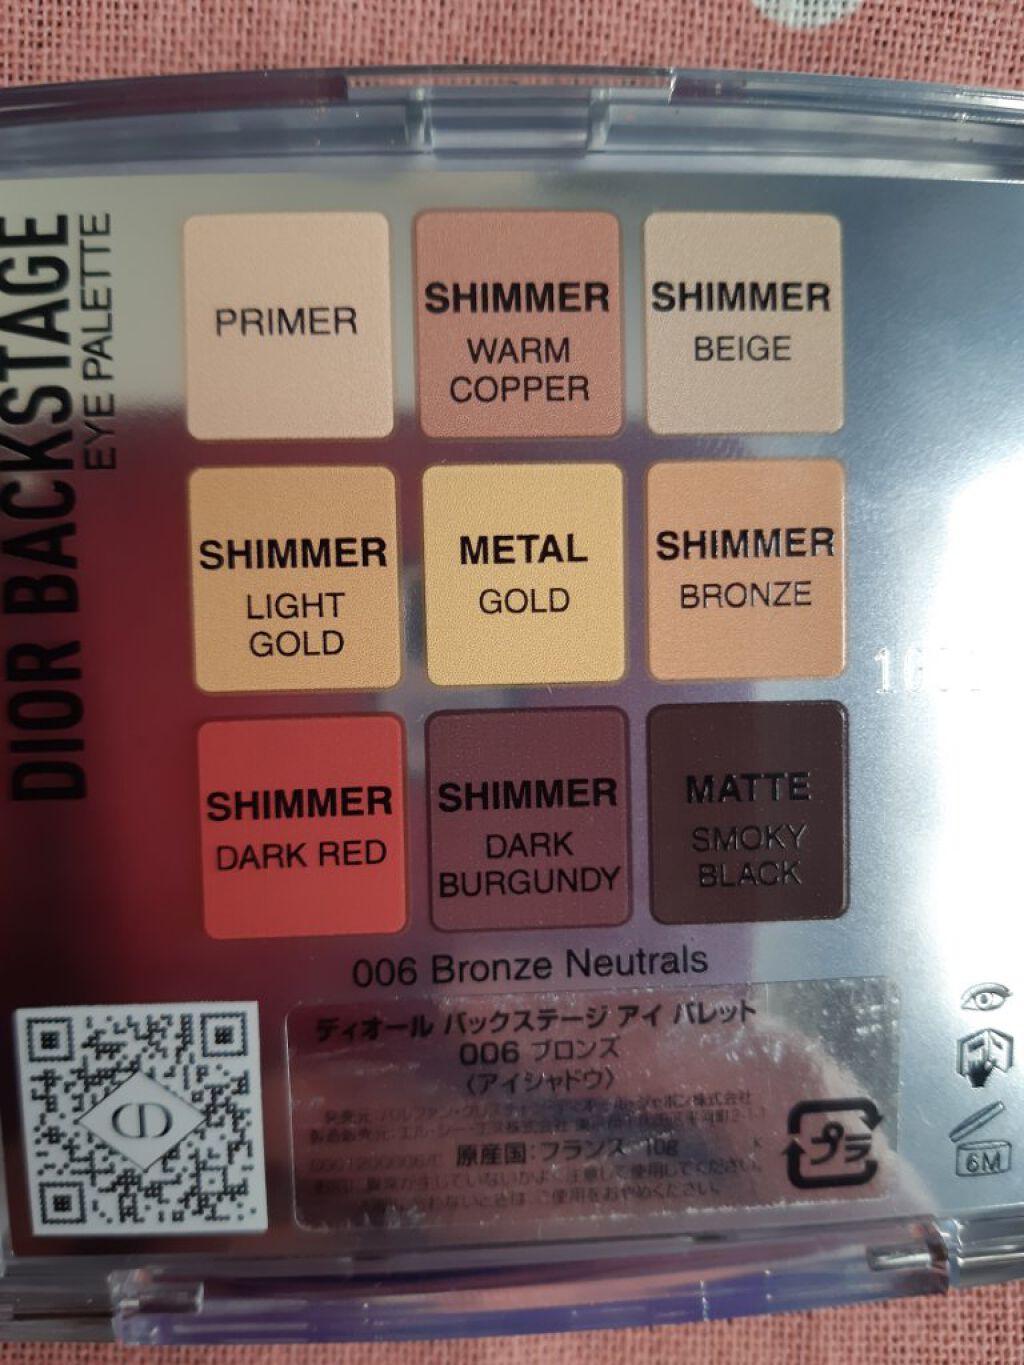 DIOR BACKSTAGE
EYE PALETTE
PRIMER
SHIMMER
WARM
COPPER
SHIMMER
BEIGE
SHIMMER
LIGHT
GOLD
METAL
GOLD
SHIMMER
BRONZE
SHIMMER
DARK RED
SHIMMER
DARK
BURGUNDY
MATTE
SMOKY
BLACK
006 Bronze Neutrals
ディオール バックステージ アイ パレット
006 ブロンズ
〈アイシャドウ〉
原産国:フランス 10g
プラ
6M